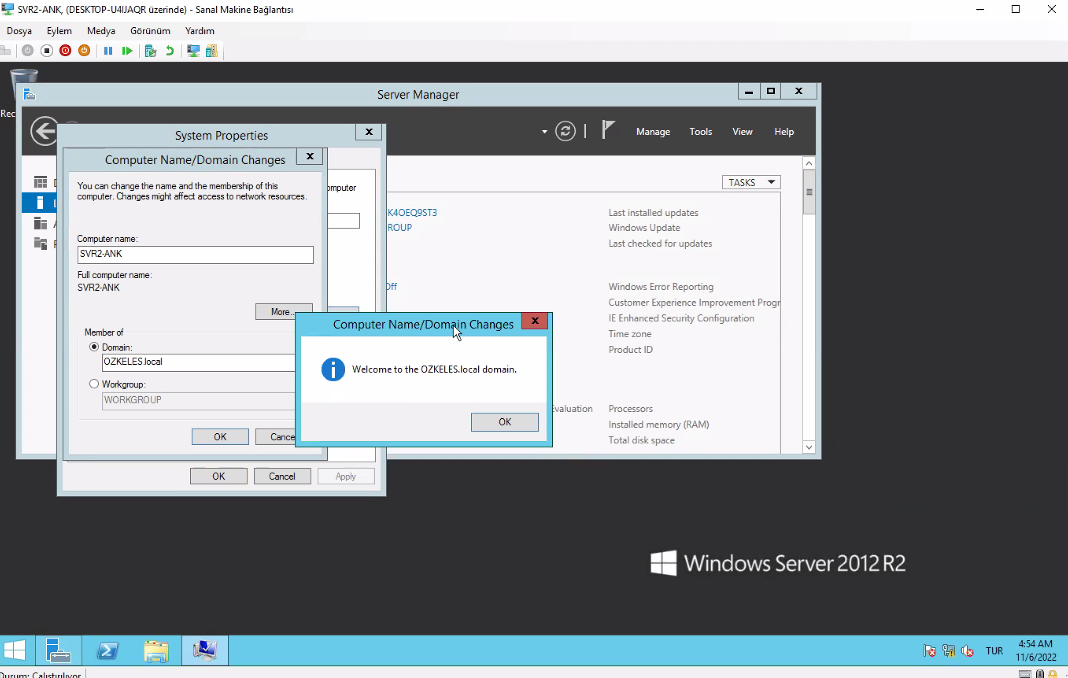 SVR2-ANK, (DESKTOP-U4IJAQR üzerinde) - Sanal Makine Bağlantısı
Dosya Eylem Medya Görünüm Yardım
Server Manager
Manage Tools View Help
System Properties
Computer Name/Domain Changes
You can change the name and the membership of this
computer. Changes might affect access to network resources.
Computer name:
SVR2-ANK
Full computer name:
SVR2-ANK
More...
Member of
Domain:
OZKELES.local
Workgroup:
WORKGROUP
OK
OK Cancel Apply
TASKS
K4OEQ9ST3
ROUP
Off
Last installed updates
Windows Update
Last checked for updates
Windows Error Reporting
Customer Experience Improvement Progr
IE Enhanced Security Configuration
Time zone
Product ID
Evaluation
Processors
Installed memory (RAM)
Total disk space
Computer Name/Domain Changes
Welcome to the OZKELES.local domain.
OK
Windows Server 2012 R2
TUR
4:54 AM
11/6/2022
Durum: Çalıştırılıyor